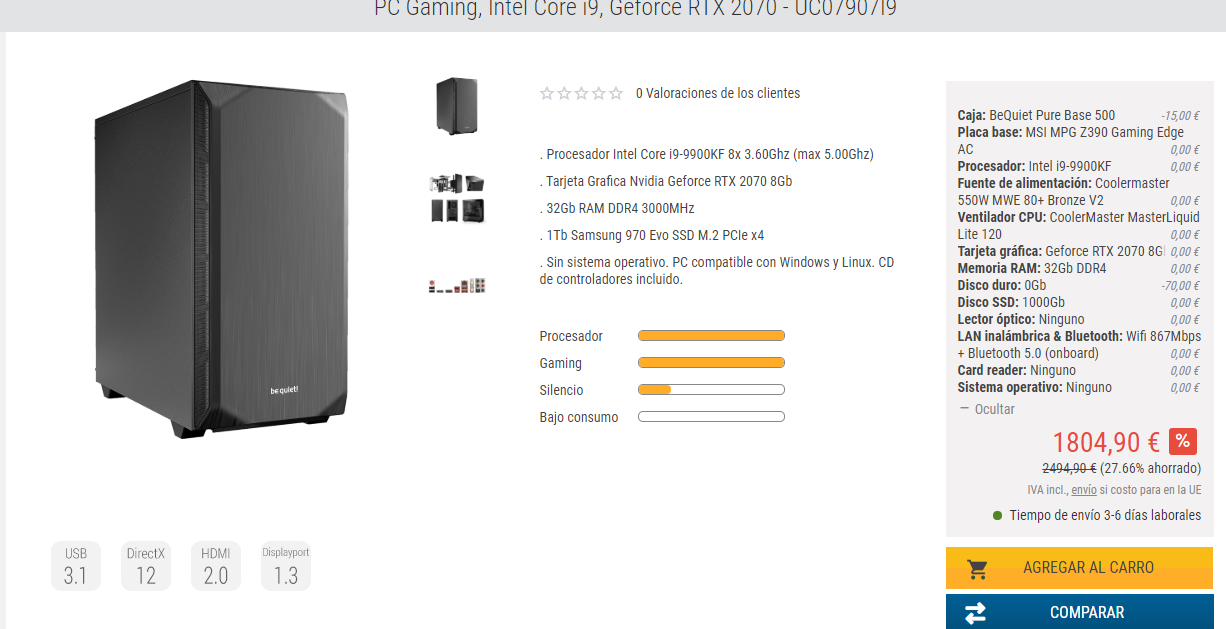 PC Gaming, Intel Core i9, Geforce RTX 2070 - UC07907I9
be quiet!
0 Valoraciones de los clientes
. Procesador Intel Core i9-9900KF 8x 3.60Ghz (max 5.00Ghz)
. Tarjeta Grafica Nvidia Geforce RTX 2070 8Gb
. 32Gb RAM DDR4 3000MHz
. 1Tb Samsung 970 Evo SSD M.2 PCIe x4
. Sin sistema operativo. PC compatible con Windows y Linux. CD
de controladores incluido.
Procesador
Gaming
Silencio
Bajo consumo
USB
3.1
DirectX
12
HDMI
2.0
Displayport
1.3
Caja: BeQuiet Pure Base 500 -15,00 €
Placa base: MSI MPG Z390 Gaming Edge
AC 0,00 €
Procesador: Intel i9-9900KF 0,00 €
Fuente de alimentación: Coolermaster
550W MWE 80+ Bronze V2 0,00 €
Ventilador CPU: CoolerMaster MasterLiquid
Lite 120 0,00 €
Tarjeta gráfica: Geforce RTX 2070 8G 0,00 €
Memoria RAM: 32Gb DDR4 0,00 €
Disco duro: 0Gb -70,00 €
Disco SSD: 1000Gb 0,00 €
Lector óptico: Ninguno 0,00 €
LAN inalámbrica & Bluetooth: Wifi 867Mbps
+ Bluetooth 5.0 (onboard) 0,00 €
Card reader: Ninguno 0,00 €
Sistema operativo: Ninguno 0,00 €
− Ocultar
1804,90 € %
2494,90 € (27.66% ahorrado)
IVA incl., envío si costo para en la UE
Tiempo de envío 3-6 días laborales
AGREGAR AL CARRO
COMPARAR